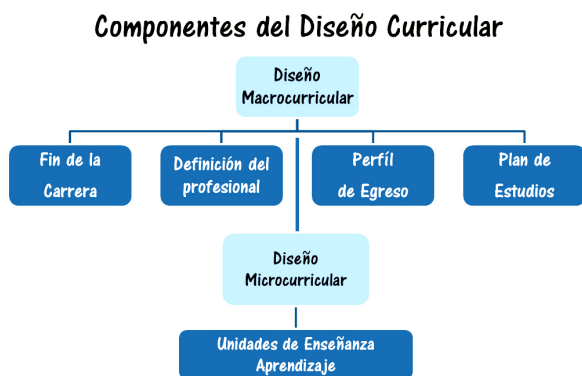 Componentes del Diseño Curricular
Diseño
Macrocurricular
Fin de la
Carrera
Definición del
profesional
Perfíl
de Egreso
Plan de
Estudios
Diseño
Microcurricular
Unidades de Enseñanza
Aprendizaje